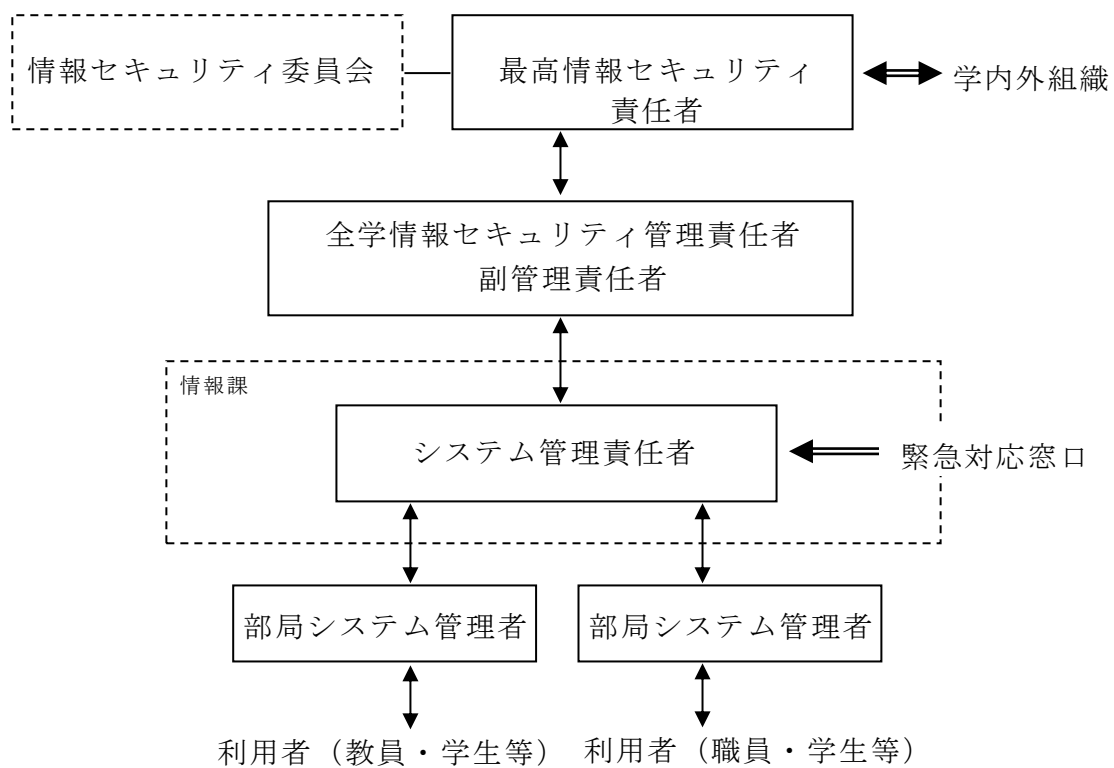 情報セキュリティ委員会
最高情報セキュリティ
責任者
学内外組織
全学情報セキュリティ管理責任者
副管理責任者
情報課
システム管理責任者
緊急対応窓口
部局システム管理者
部局システム管理者
利用者（教員・学生等）
利用者（職員・学生等）